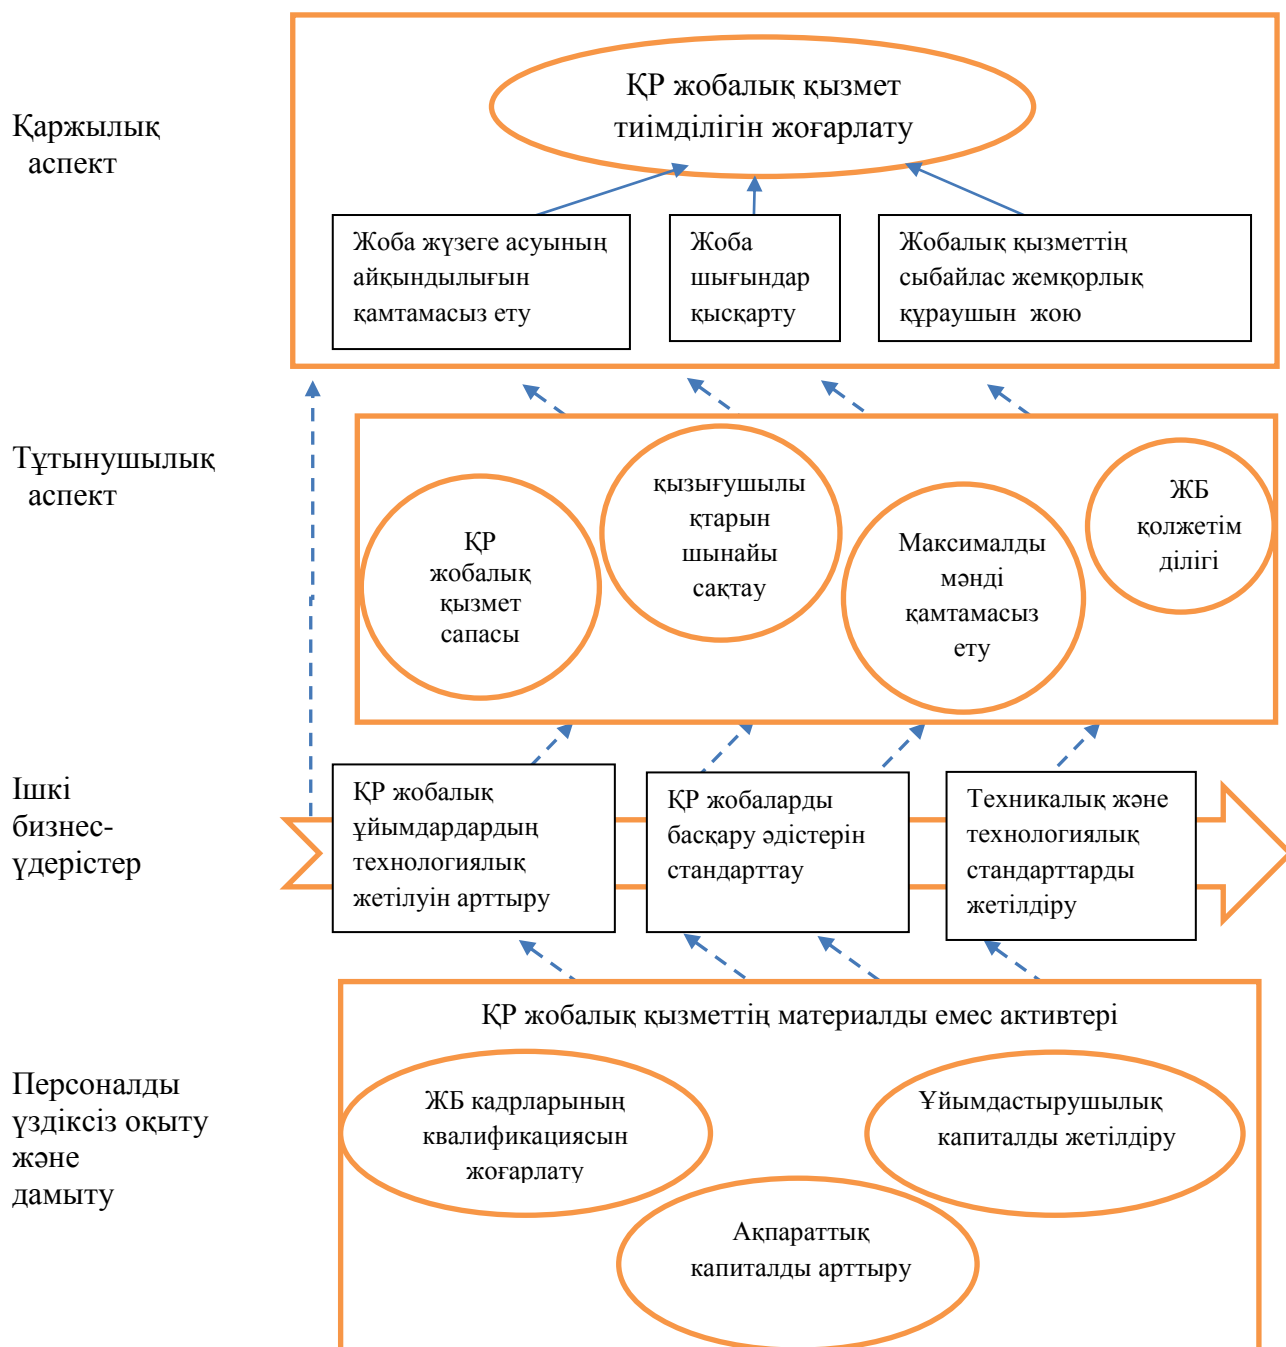 Қаржылық
аспект
ҚР жобалық қызмет
тиімділігін жоғарлату
Жоба жүзеге асуының
айқындылығын
қамтамасыз ету
Жоба
шығындар
қысқарту
Жобалық қызметтің
сыбайлас жемқорлық
құраушын жою
Тұтынушылық
аспект
ҚР
жобалық
қызмет
сапасы
қызығушылы
қтарын
шынайы
сақтау
Максималды
мәнді
қамтамасыз
ету
ЖБ
қолжетім
ділігі
Ішкі
бизнес-
үдерістер
ҚР жобалық
ұйымдардардың
технологиялық
жетілуін арттыру
ҚР жобаларды
басқару әдістерін
стандарттау
Техникалық және
технологиялық
стандарттарды
жетілдіру
Персоналды
үздіксіз оқыту
және
дамыту
ҚР жобалық қызметтің материалды емес активтері
ЖБ кадрларының
квалификациясын
жоғарлату
Ұйымдастырушылық
капиталды жетілдіру
Ақпараттық
капиталды арттыру